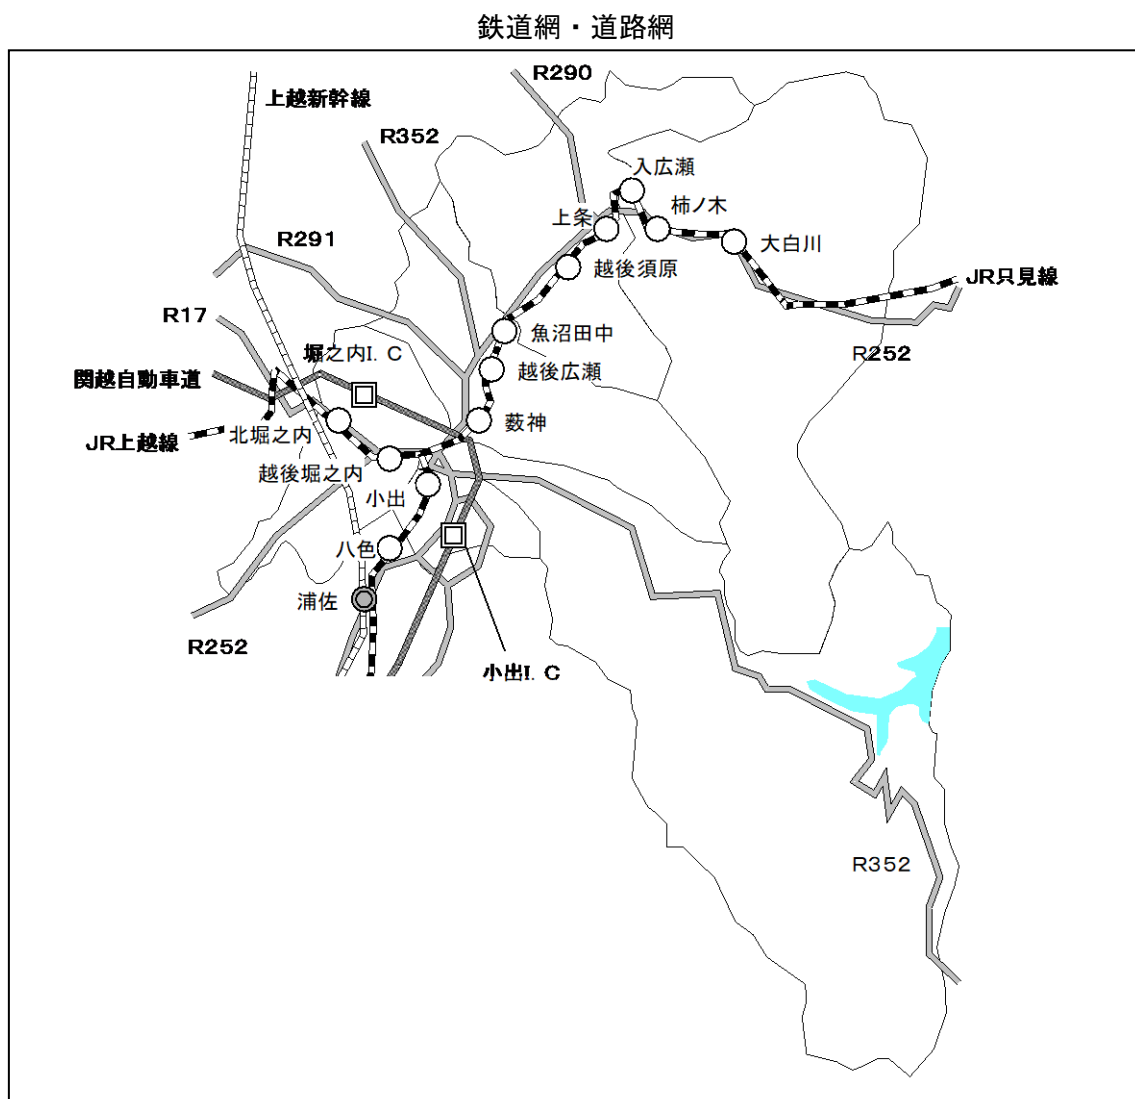 鉄道網・道路網
R290
上越新幹線
R352
入広瀬
柿ノ木
上条
R291
大白川
越後須原
JR只見線
R17
魚沼田中
堀之内I. C
R252
越後広瀬
関越自動車道
藪神
北堀之内
JR上越線
越後堀之内
小出
八色
浦佐
R252
小出I. C
R352